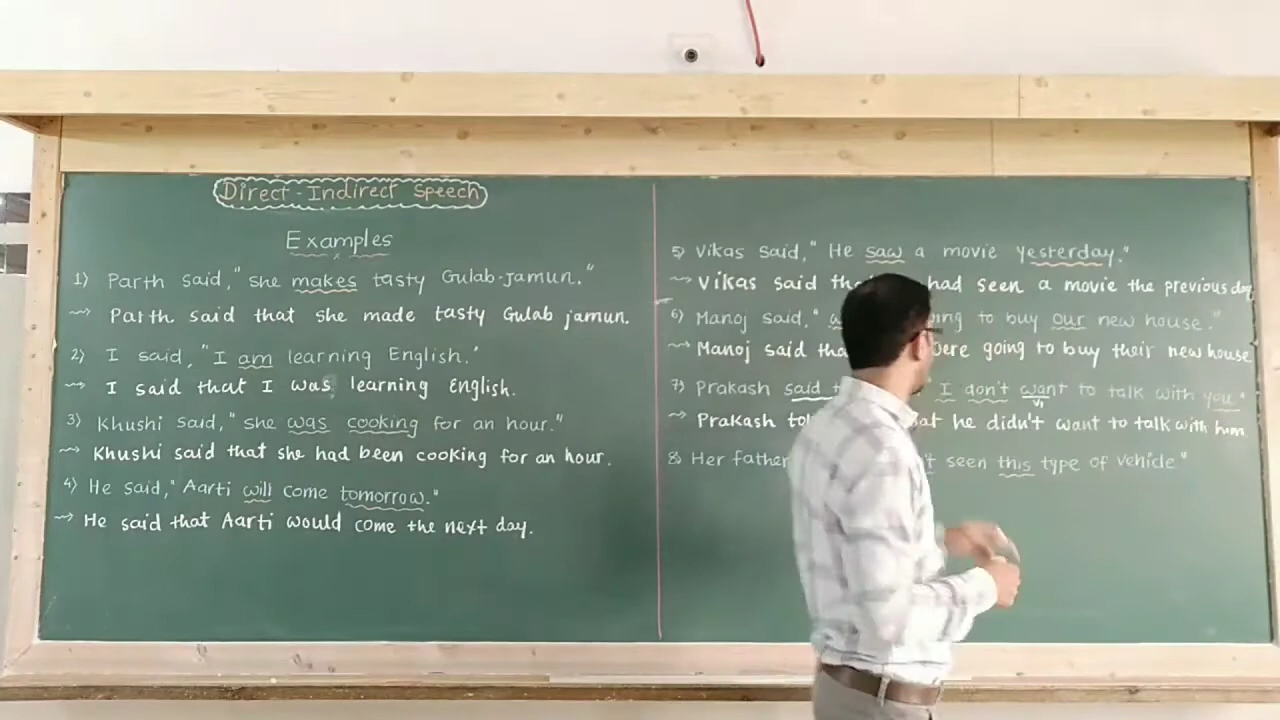 Direct-Indirect Speech
Examples
1) Parth said, "she makes tasty Gulab-jamun."
⇝ Parth said that she made tasty Gulab jamun.
2) I said, "I am learning English."
⇝ I said that I was learning English.
3) Khushi said, "she was cooking for an hour."
⇝ Khushi said that she had been cooking for an hour.
4) He said, "Aarti will come tomorrow."
⇝ He said that Aarti would come the next day.
5) Vikas said, "He saw a movie yesterday."
⇝ Vikas said had seen a movie the previous day
6) Manoj said, " to buy our new house."
⇝ Manoj said were going to buy their new house
7) Prakash said I don't want to talk with you."
V1
⇝ Prakash he didn't want to talk with him
8) Her father seen this type of vehicle"